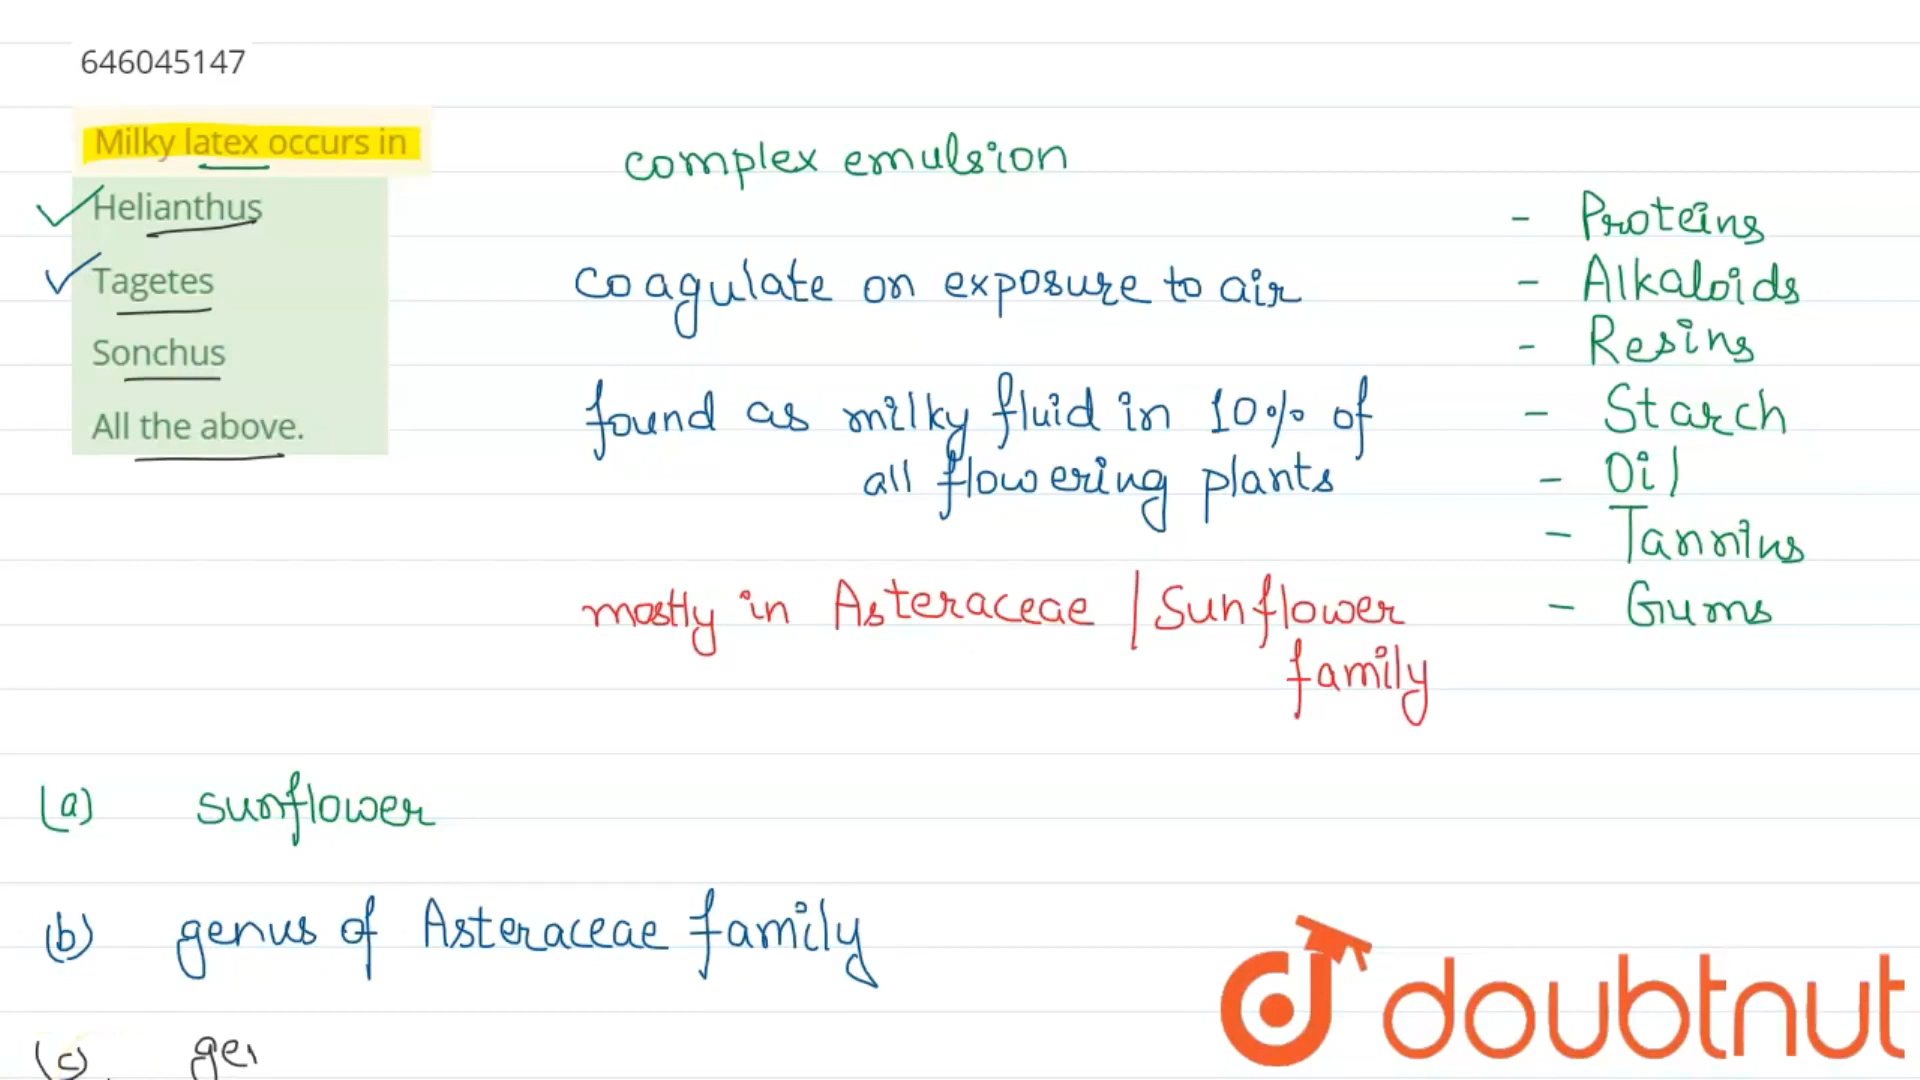 646045147
Milky latex occurs in
Helianthus
Tagetes
Sonchus
All the above.
complex emulsion
coagulate on exposure to air
found as milky fluid in 10% of
all flowering plants
mostly in Asteraceae | Sunflower
family
- Proteins
- Alkaloids
- Resins
- Starch
- Oil
- Tannins
- Gums
(a) sunflower
(b) genus of Asteraceae family
(c) gen
doubtnut